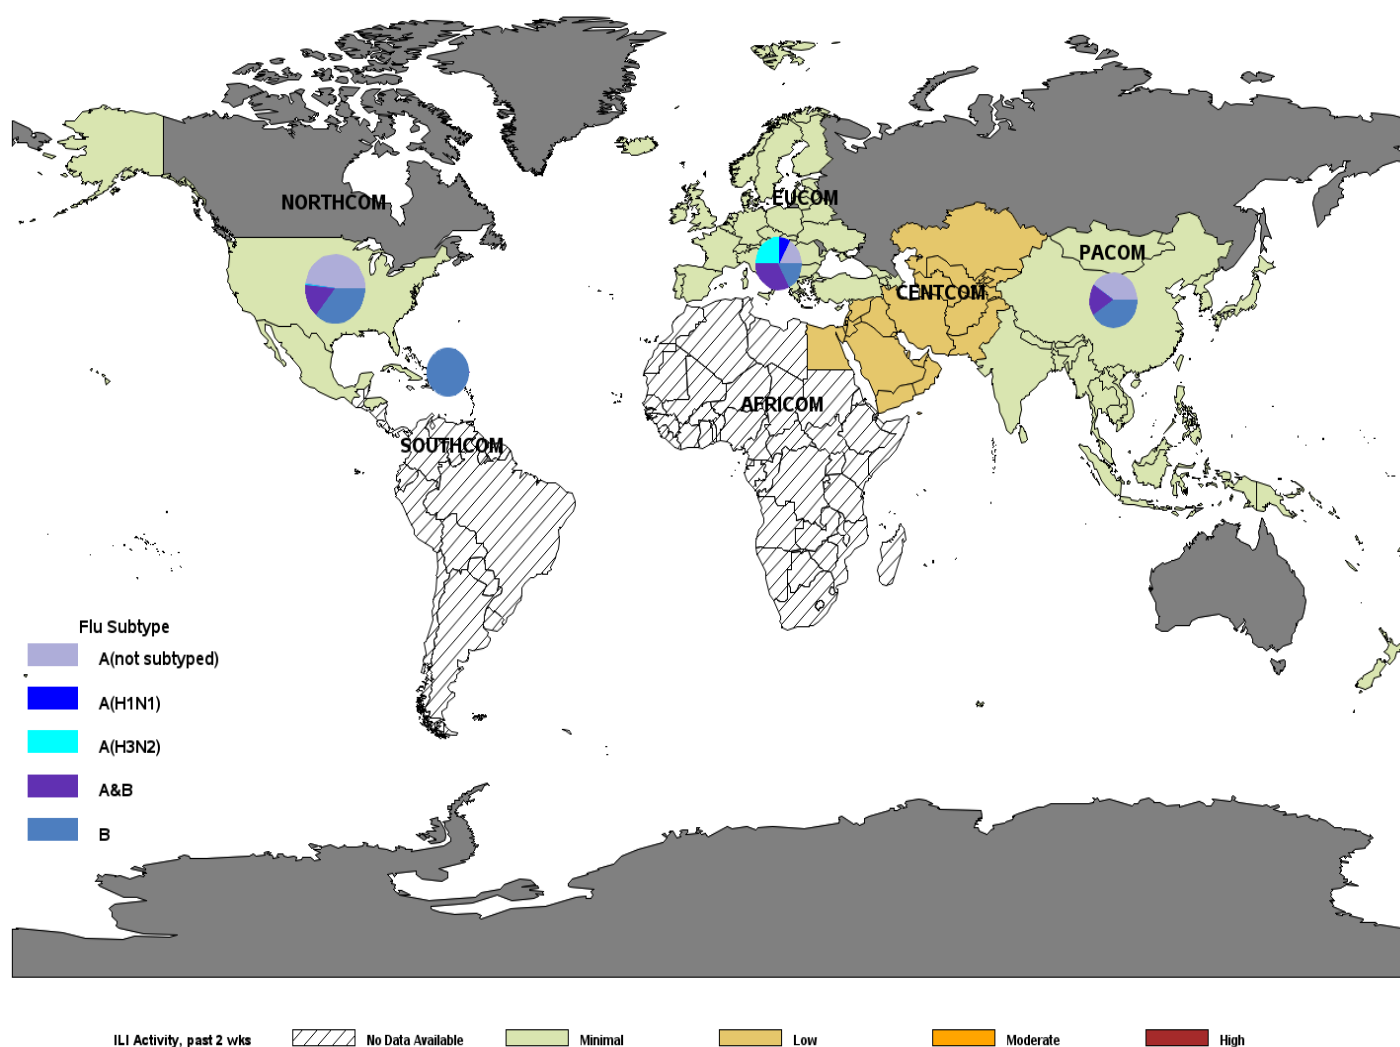 NORTHCOM
EUCOM
PACOM
CENTCOM
AFRICOM
SOUTHCOM
Flu Subtype
A(not subtyped)
A(H1N1)
A(H3N2)
A&B
B
ILI Activity, past 2 wks No Data Available Minimal Low Moderate High